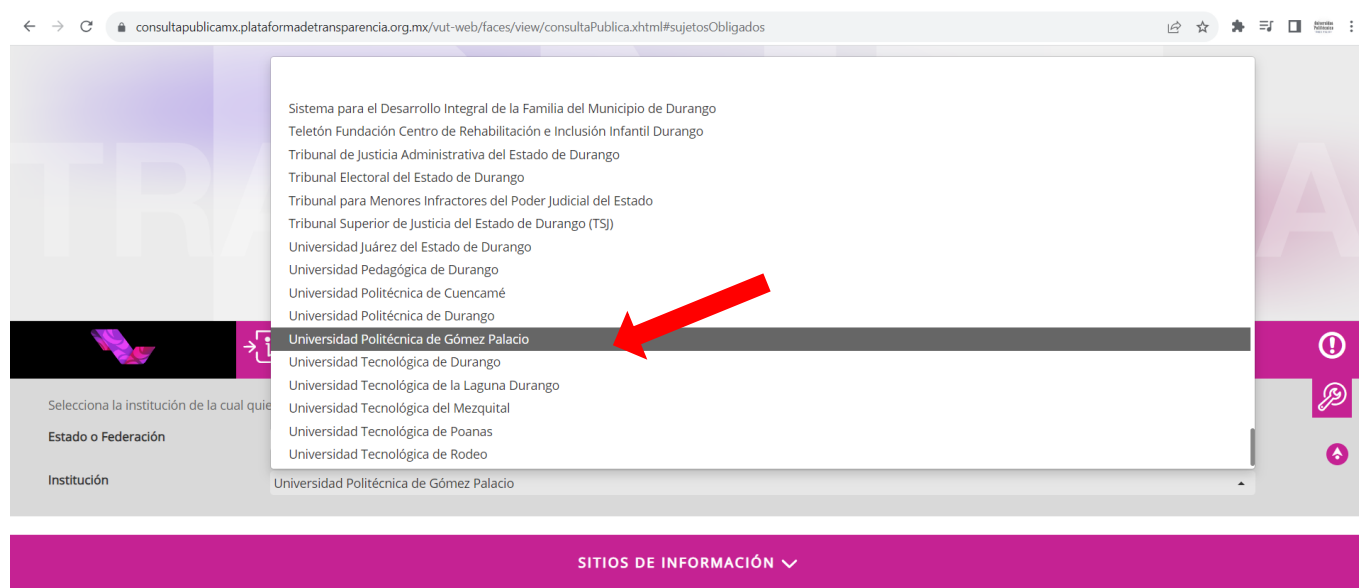 consultapublicamx.plataformadetransparencia.org.mx/vut-web/faces/view/consultaPublica.xhtml#sujetosObligados
Sistema para el Desarrollo Integral de la Familia del Municipio de Durango
Teletón Fundación Centro de Rehabilitación e Inclusión Infantil Durango
Tribunal de Justicia Administrativa del Estado de Durango
Tribunal Electoral del Estado de Durango
Tribunal para Menores Infractores del Poder Judicial del Estado
Tribunal Superior de Justicia del Estado de Durango (TSJ)
Universidad Juárez del Estado de Durango
Universidad Pedagógica de Durango
Universidad Politécnica de Cuencamé
Universidad Politécnica de Durango
Universidad Politécnica de Gómez Palacio
Universidad Tecnológica de Durango
Universidad Tecnológica de la Laguna Durango
Universidad Tecnológica del Mezquital
Universidad Tecnológica de Poanas
Universidad Tecnológica de Rodeo
Selecciona la institución de la cual quie
Estado o Federación
Institución
Universidad Politécnica de Gómez Palacio
SITIOS DE INFORMACIÓN